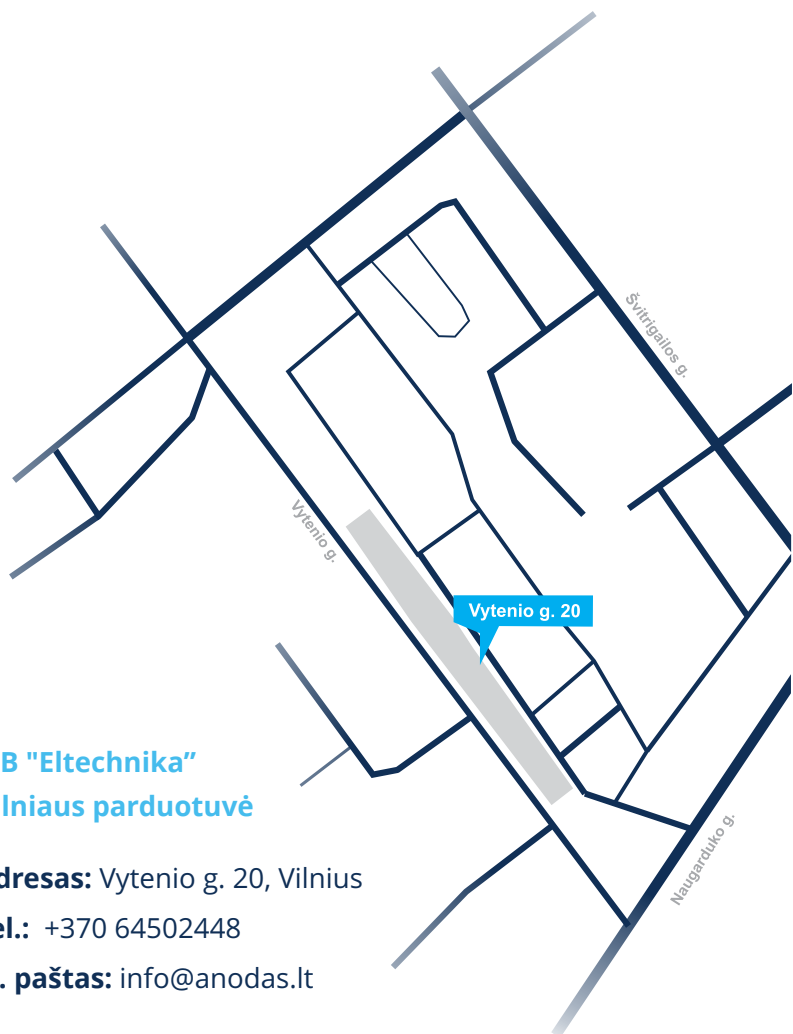 Švitrigailos g.
Vytenio g.
Vytenio g. 20
Naugarduko g.
B "Eltechnika”
lniaus parduotuvė
dresas: Vytenio g. 20, Vilnius
el.: +370 64502448
. paštas: info@anodas.lt